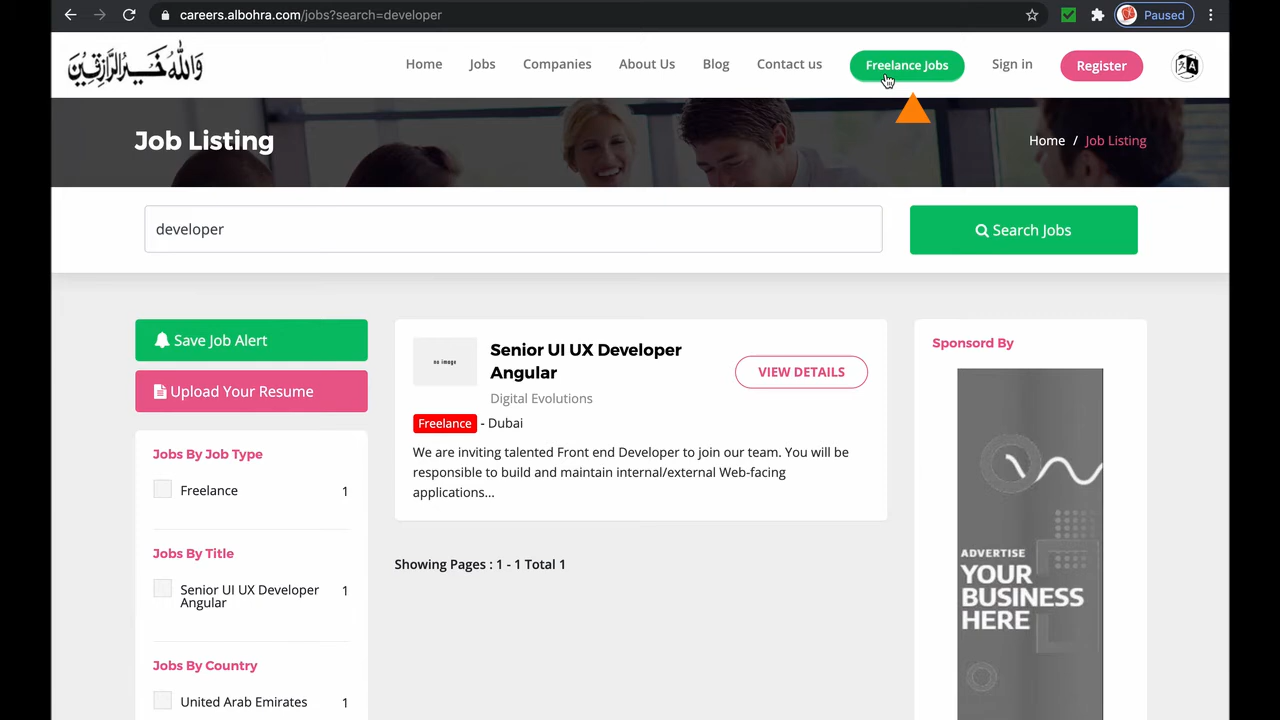 careers.albohra.com/jobs?search=developer
Paused
والله خير الرازقين
Home
Jobs
Companies
About Us
Blog
Contact us
Freelance Jobs
Sign in
Register
Job Listing
Home / Job Listing
developer
Search Jobs
Save Job Alert
Upload Your Resume
Jobs By Job Type
Freelance 1
Jobs By Title
Senior UI UX Developer 1
Angular
Jobs By Country
United Arab Emirates 1
no image
Senior UI UX Developer
Angular
VIEW DETAILS
Digital Evolutions
Freelance - Dubai
We are inviting talented Front end Developer to join our team. You will be
responsible to build and maintain internal/external Web-facing
applications...
Showing Pages : 1 - 1 Total 1
Sponsord By
ADVERTISE
YOUR
BUSINESS
HERE